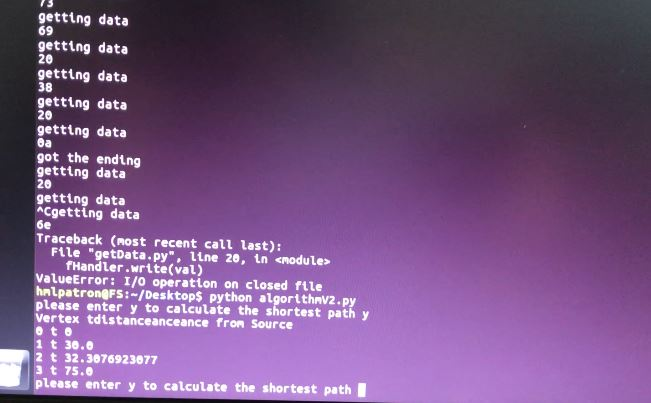 73
getting data
69
getting data
20
getting data
38
getting data
20
getting data
0a
got the ending
getting data
20
getting data
^Cgetting data
6e
Traceback (most recent call last):
File "getData.py", line 20, in <module>
fHandler.write(val)
ValueError: I/O operation on closed file
hmlpatron@FS:~/Desktop$ python algorithmV2.py
please enter y to calculate the shortest path y
Vertex tdistanceanceance from Source
0 t 0
1 t 30.0
2 t 32.3076923077
3 t 75.0
please enter y to calculate the shortest path